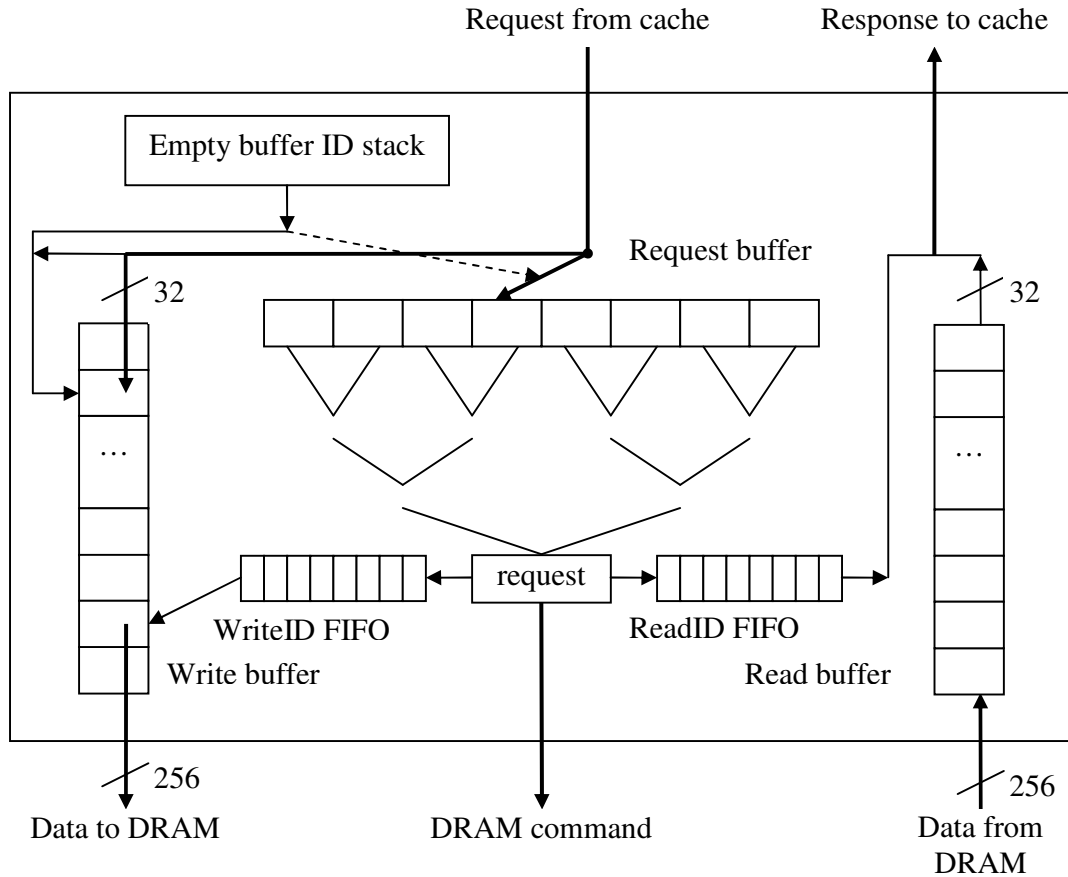 Request from cache
Response to cache
Empty buffer ID stack
Request buffer
32
32
...
...
request
WriteID FIFO
ReadID FIFO
Write buffer
Read buffer
256
256
Data to DRAM
DRAM command
Data from
DRAM